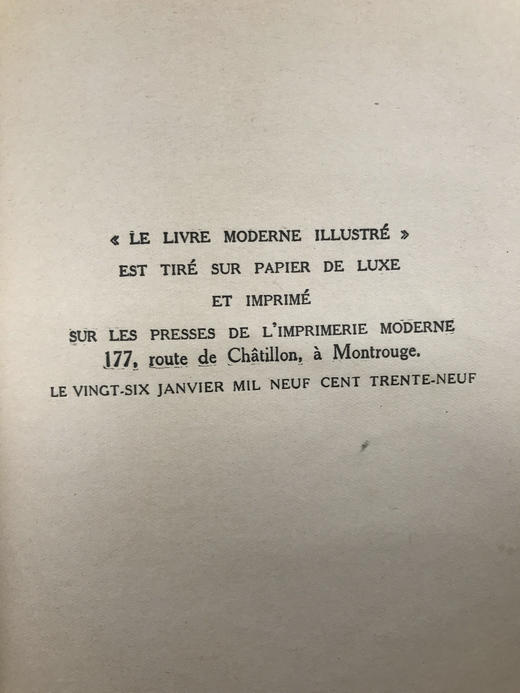 « LE LIVRE MODERNE ILLUSTRÉ »
EST TIRÉ SUR PAPIER DE LUXE
ET IMPRIMÉ
SUR LES PRESSES DE L'IMPRIMERIE MODERNE
177, route de Châtillon, à Montrouge.
LE VINGT-SIX JANVIER MIL NEUF CENT TRENTE-NEUF